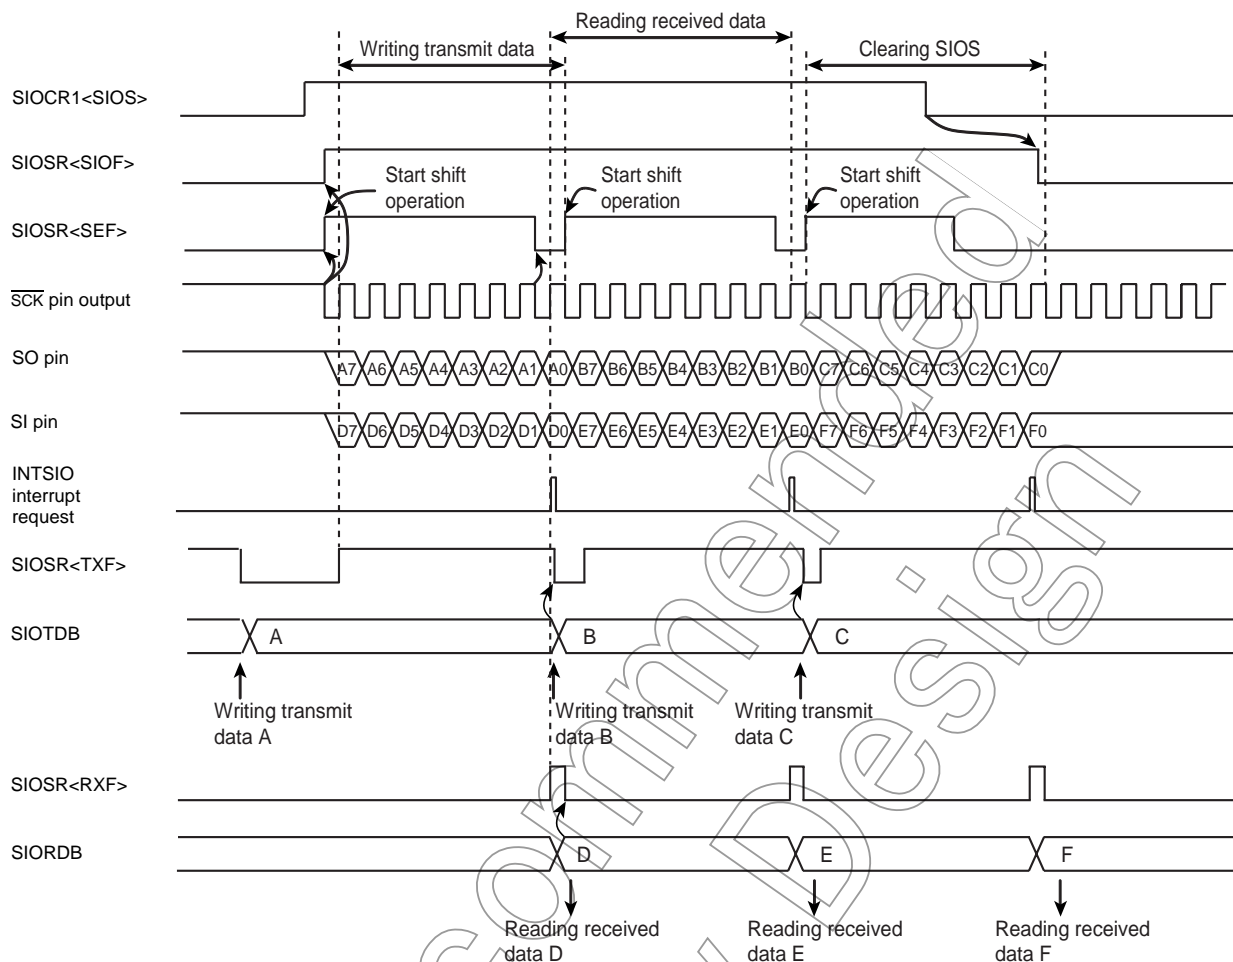 Reading received data
Writing transmit data
Clearing SIOS
SIOCR1<SIOS>
SIOSR<SIOF>
Start shift
operation
Start shift
operation
Start shift
operation
SIOSR<SEF>
SCK pin output
SO pin
A7 A6 A5 A4 A3 A2 A1 A0 B7 B6 B5 B4 B3 B2 B1 B0 C7 C6 C5 C4 C3 C2 C1 C0
SI pin
D7 D6 D5 D4 D3 D2 D1 D0 E7 E6 E5 E4 E3 E2 E1 E0 F7 F6 F5 F4 F3 F2 F1 F0
INTSIO
interrupt
request
SIOSR<TXF>
SIOTDB
A B C
Writing transmit
data A
Writing transmit
data B
Writing transmit
data C
SIOSR<RXF>
SIORDB
D E F
Reading received
data D
Reading received
data E
Reading received
data F
ommended
Design